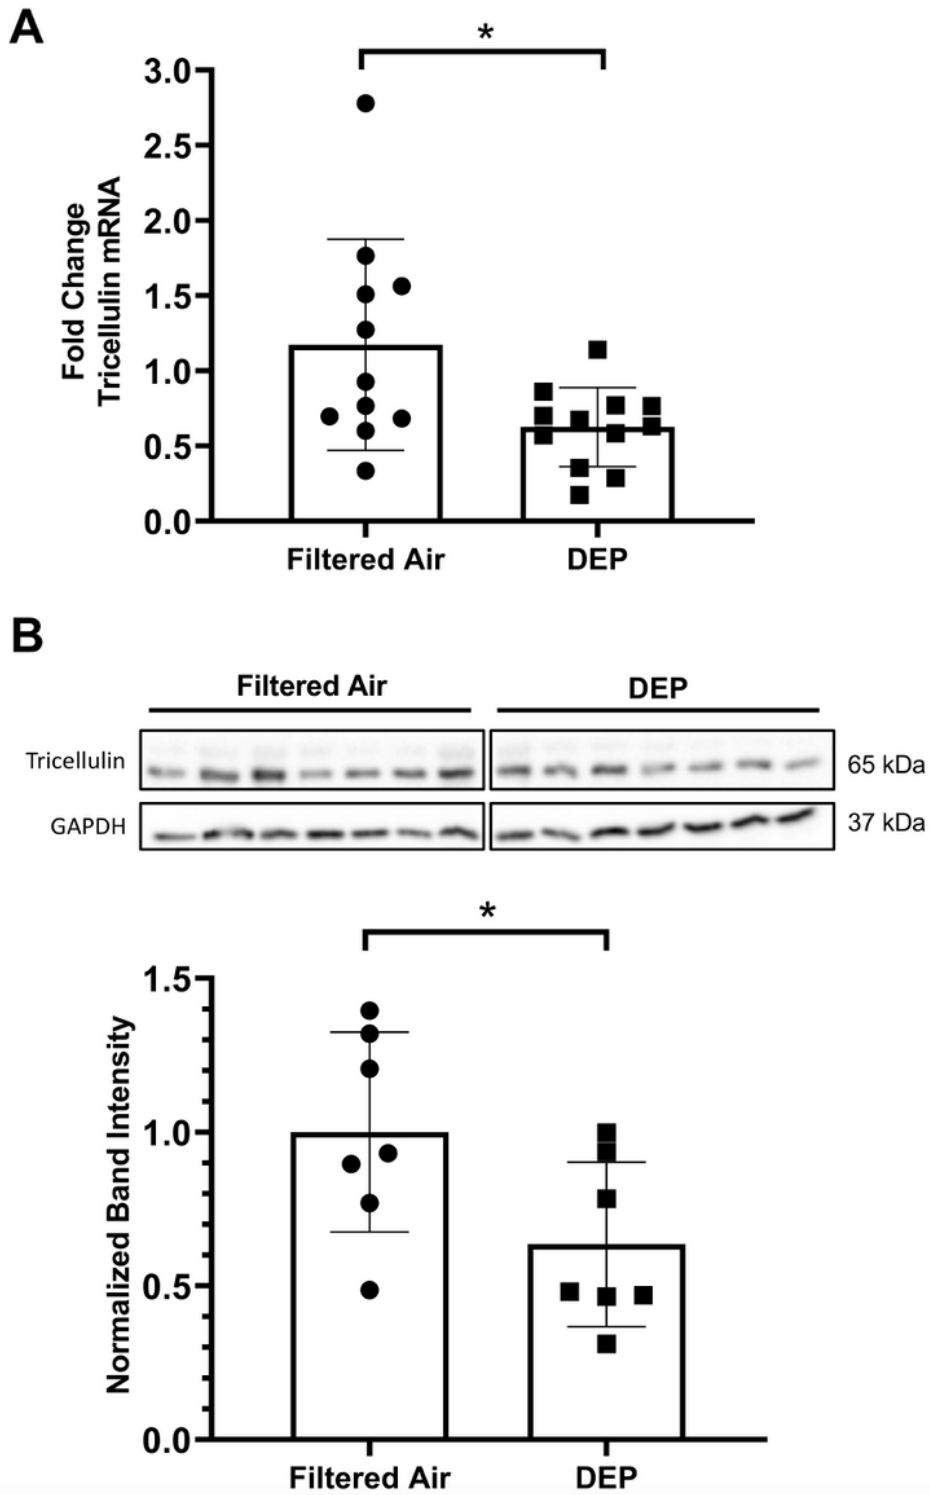 A
*
3.0
2.5
2.0
1.5
1.0
0.5
0.0
Fold Change
Tricellulin mRNA
Filtered Air DEP
B
Filtered Air DEP
Tricellulin 65 kDa
GAPDH 37 kDa
*
1.5
1.0
0.5
0.0
Normalized Band Intensity
Filtered Air DEP